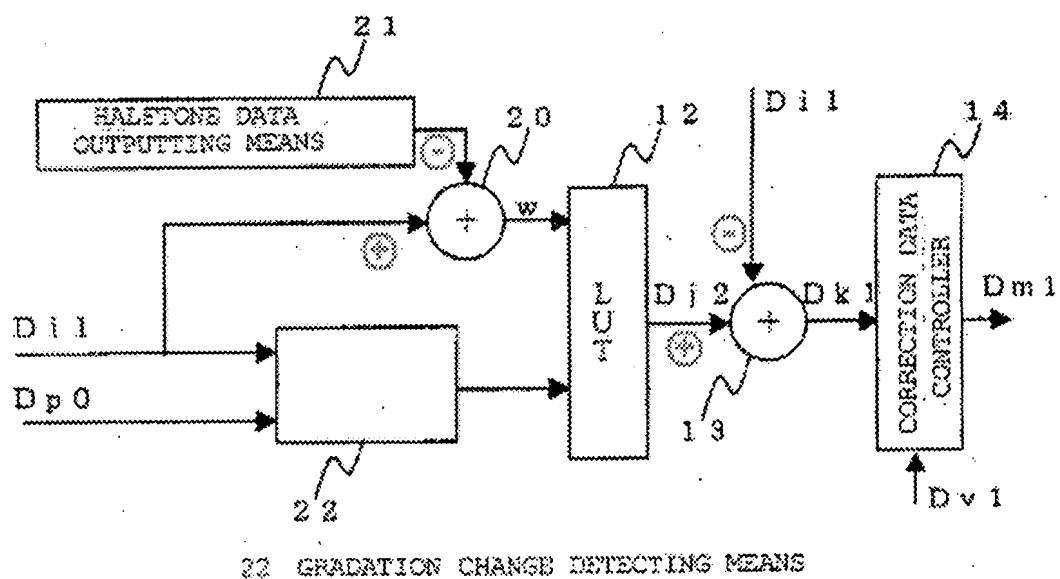 21
HALFTONE DATA
OUTPUTTING MEANS
-
20
12
Di1
14
+
w
+
-
LUT
Dj2
+
+
Dk1
CORRECTION DATA
CONTROLLER
Dm1
Di1
Dp0
13
22
Dv1
22 GRADATION CHANGE DETECTING MEANS